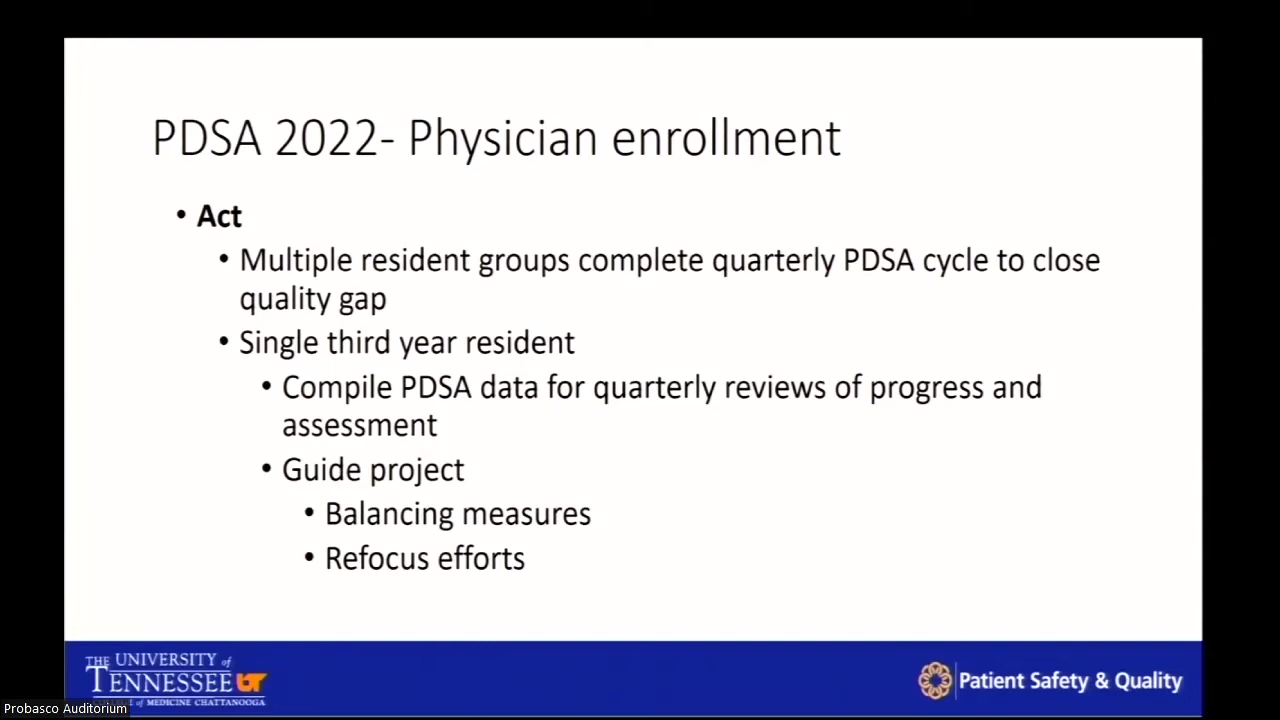 PDSA 2022- Physician enrollment
• Act
• Multiple resident groups complete quarterly PDSA cycle to close
quality gap
• Single third year resident
• Compile PDSA data for quarterly reviews of progress and
assessment
• Guide project
• Balancing measures
• Refocus efforts
THE UNIVERSITY of
TENNESSEE UT
of MEDICINE CHATTANOOGA
Patient Safety & Quality
Probasco Auditorium